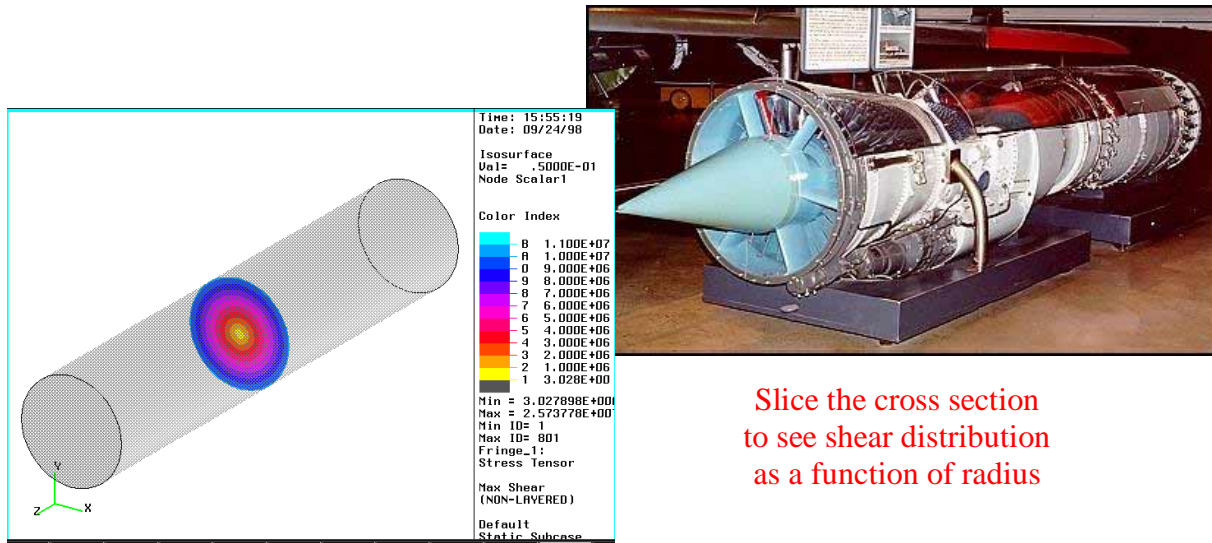 Time: 15:55:19
Date: 09/24/98
Isosurface
Val= .5000E-01
Node Scalar1
Color Index
B 1.100E+07
A 1.000E+07
0 9.000E+06
9 8.000E+06
8 7.000E+06
7 6.000E+06
6 5.000E+06
5 4.000E+06
4 3.000E+06
3 2.000E+06
2 1.000E+06
1 3.028E+00
Min = 3.027898E+00
Max = 2.573778E+0
Min ID= 1
Max ID= 801
Fringe_1:
Stress Tensor
Max Shear
(NON-LAYERED)
Default
Static Subcase
Y
Z
X
Slice the cross section
to see shear distribution
as a function of radius